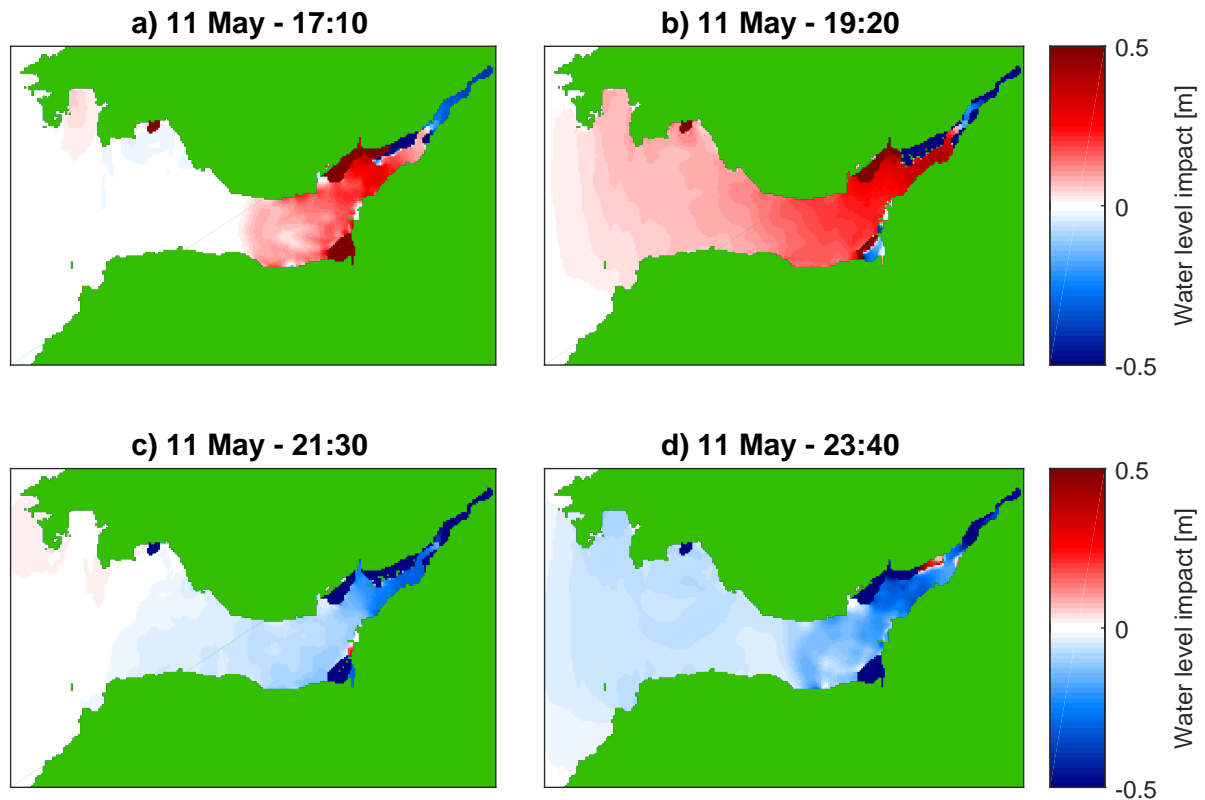 a) 11 May - 17:10
b) 11 May - 19:20
0.5
0
-0.5
Water level impact [m]
c) 11 May - 21:30
d) 11 May - 23:40
0.5
0
-0.5
Water level impact [m]